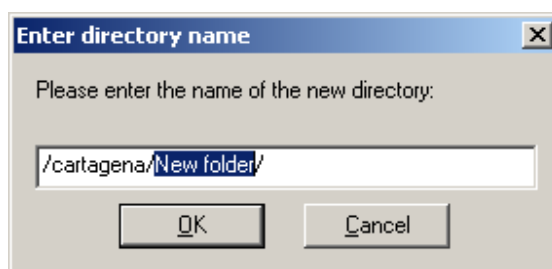 Enter directory name
Please enter the name of the new directory:
/cartagena/New folder/
OK Cancel